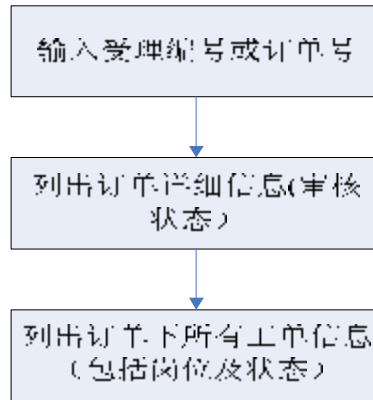 输入受理编号或订单号
列出订单详细信息(审核
状态)
列出订单下所有工单信息
(包括岗位及状态)